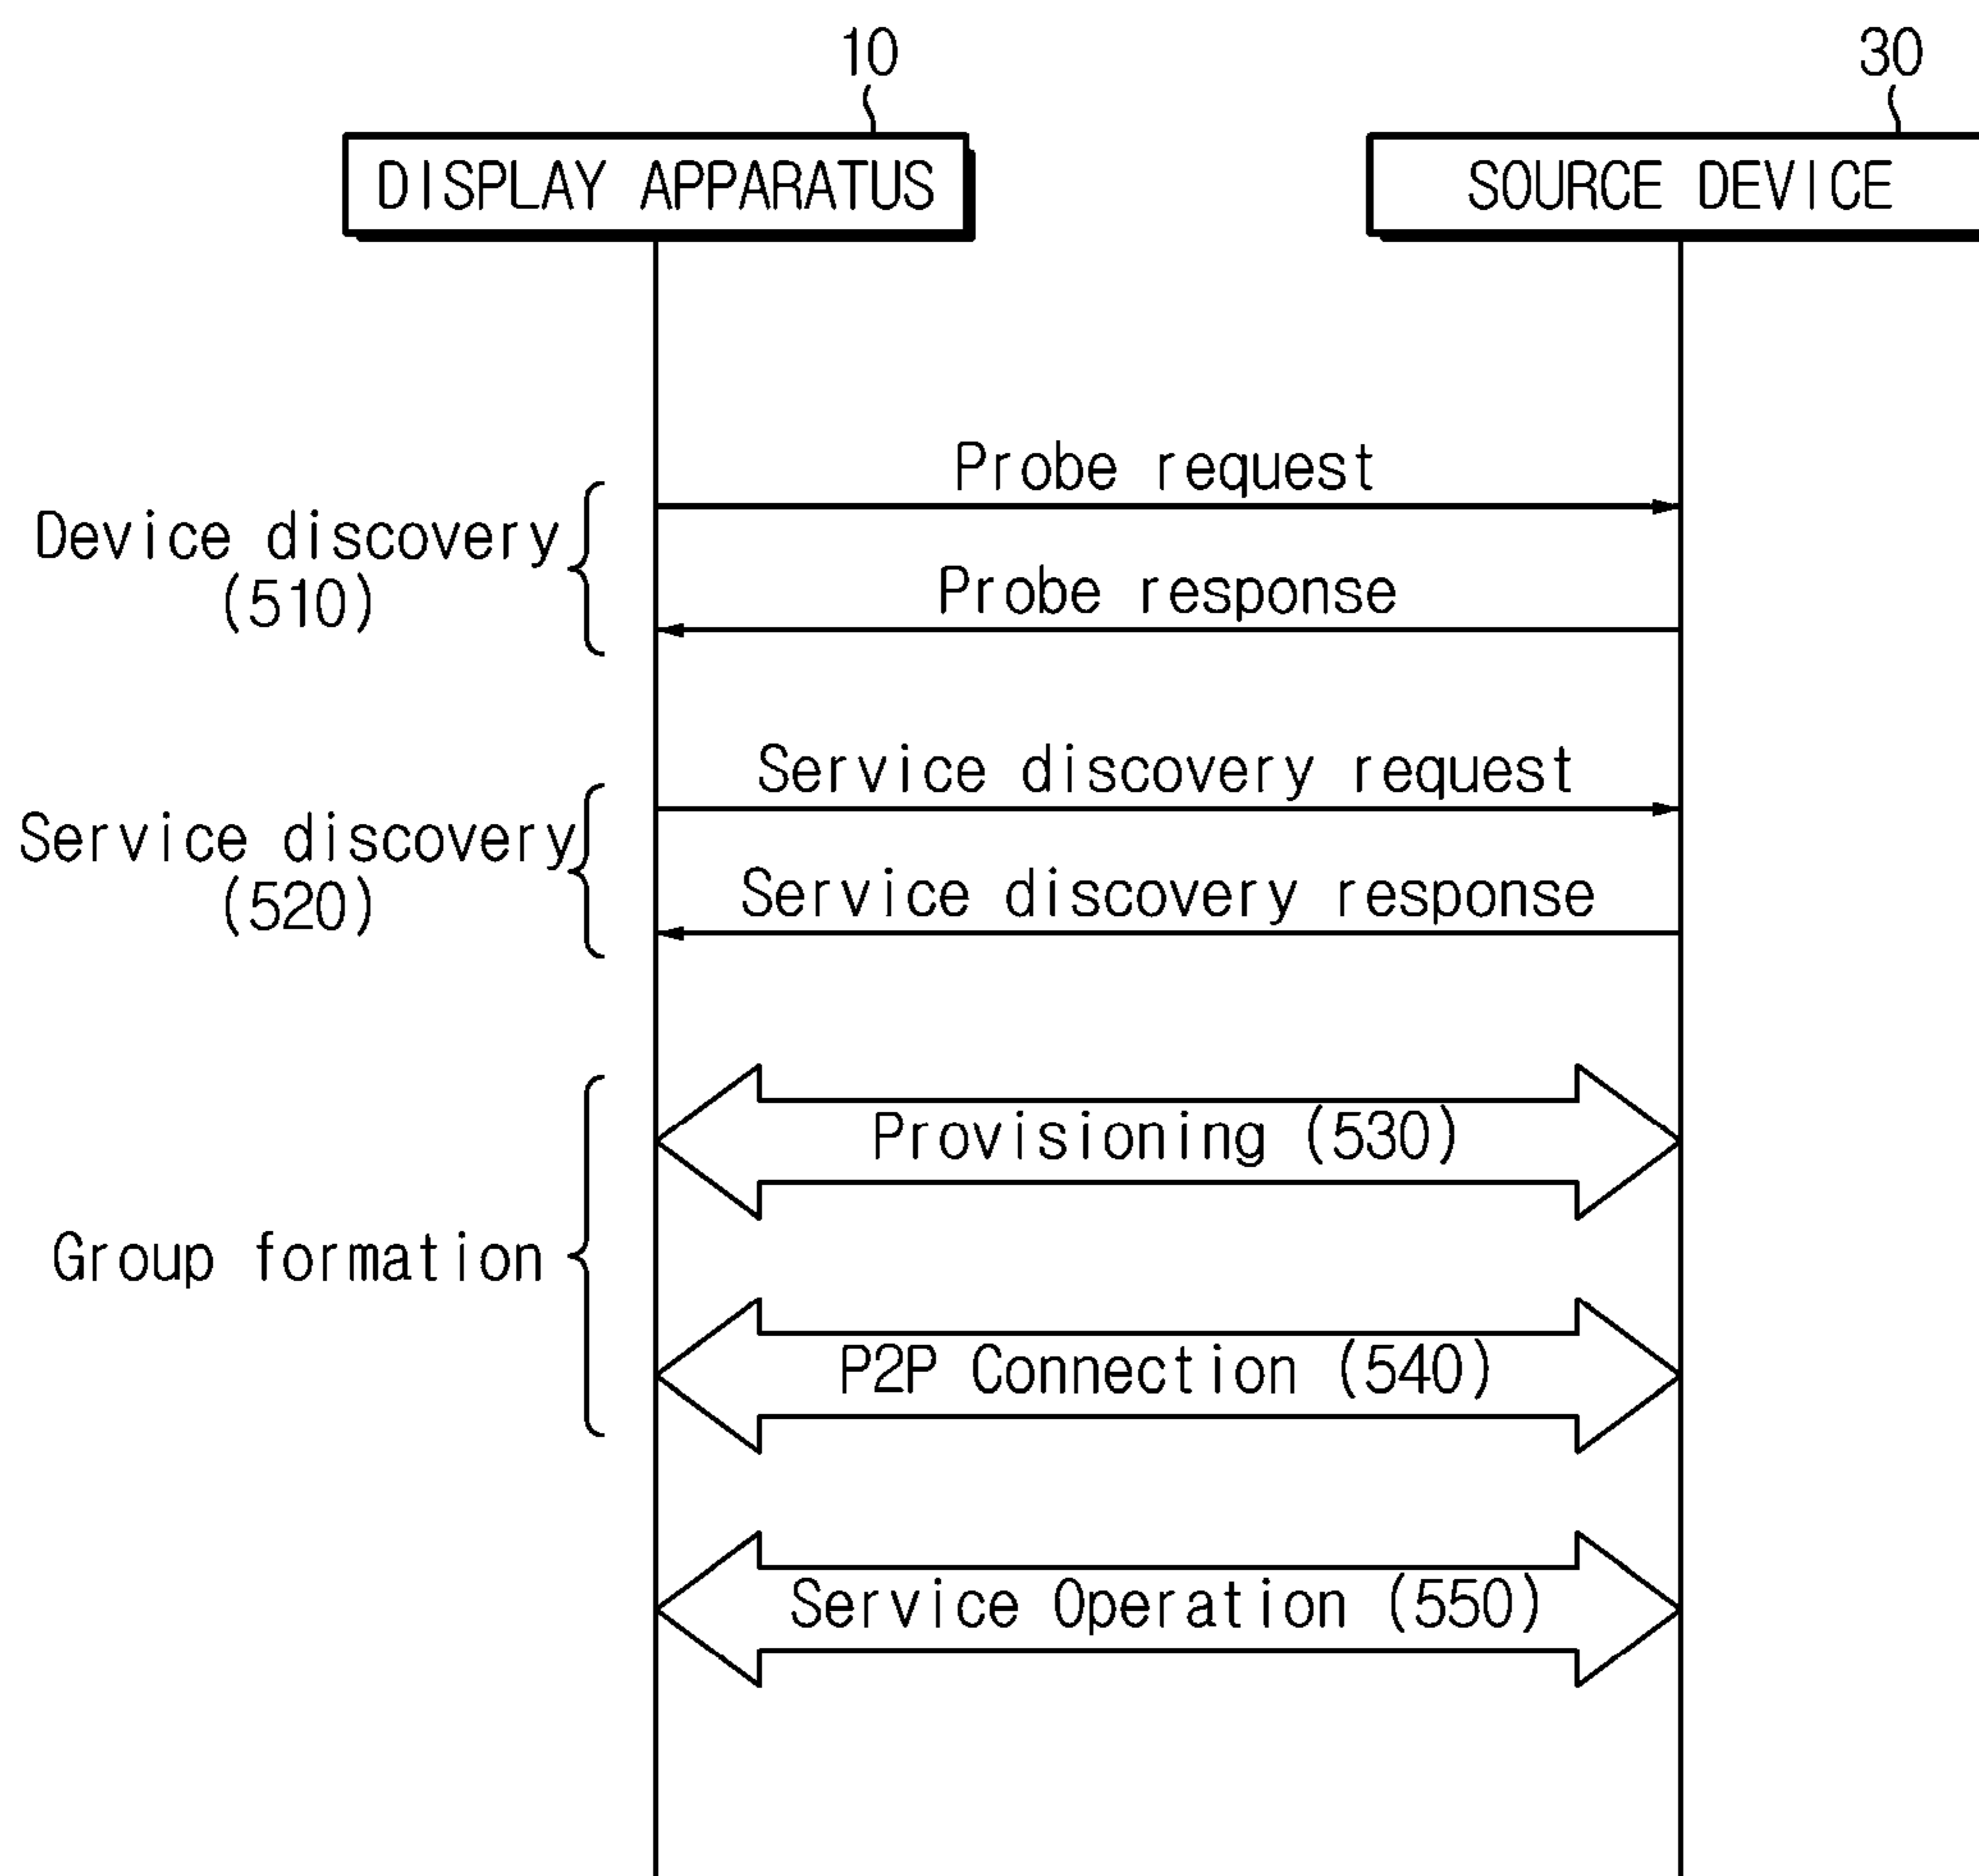 10
30
DISPLAY APPARATUS
SOURCE DEVICE
Probe request
Device discovery
(510)
Probe response
Service discovery request
Service discovery
(520)
Service discovery response
Provisioning (530)
Group formation
P2P Connection (540)
Service Operation (550)